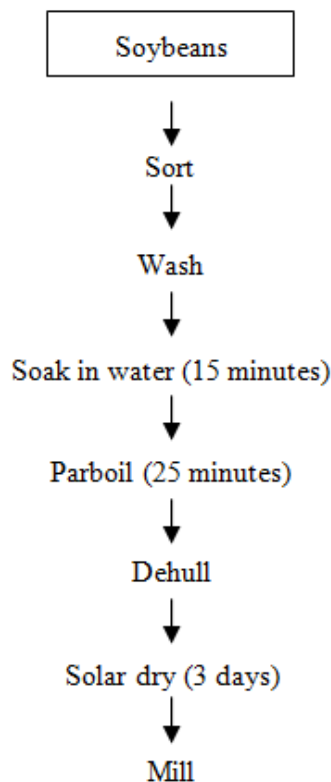 Soybeans
Sort
Wash
Soak in water (15 minutes)
Parboil (25 minutes)
Dehull
Solar dry (3 days)
Mill